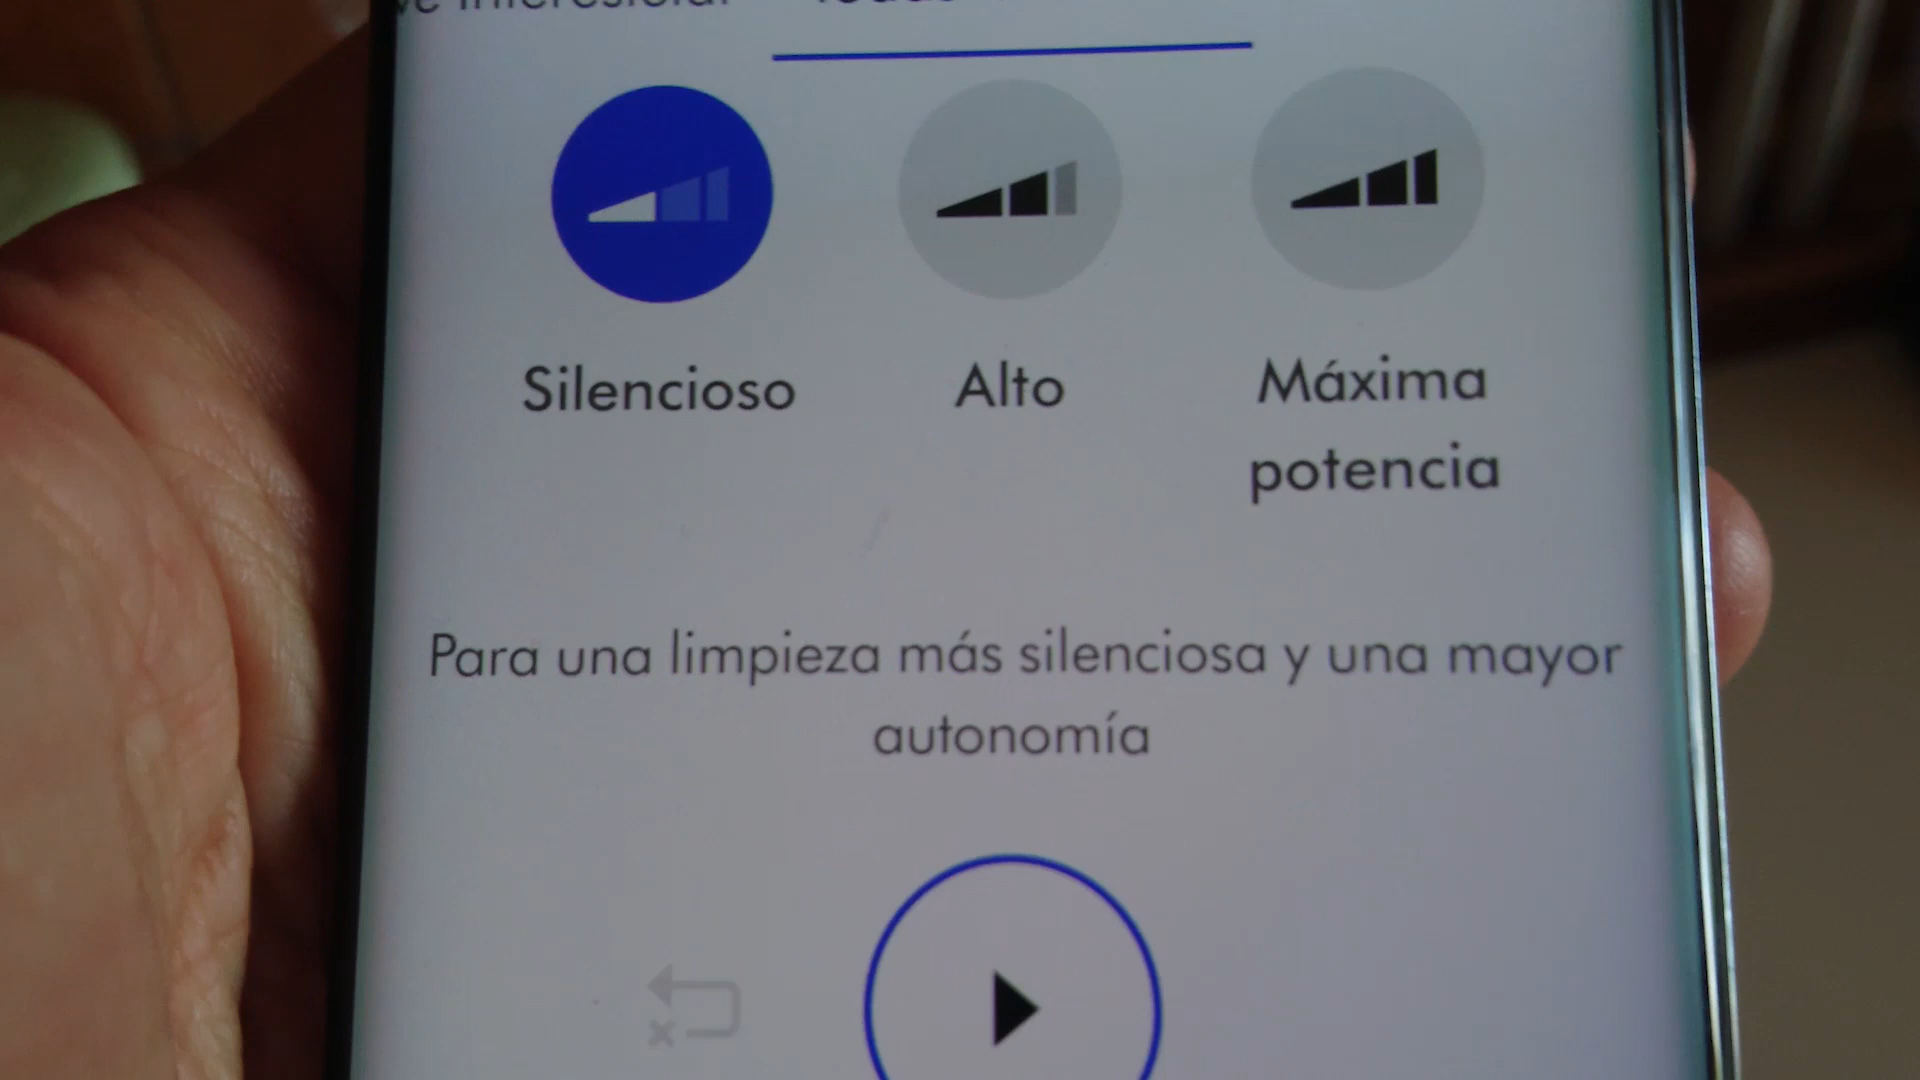 Silencioso
Alto
Máxima
potencia
Para una limpieza más silenciosa y una mayor
autonomía